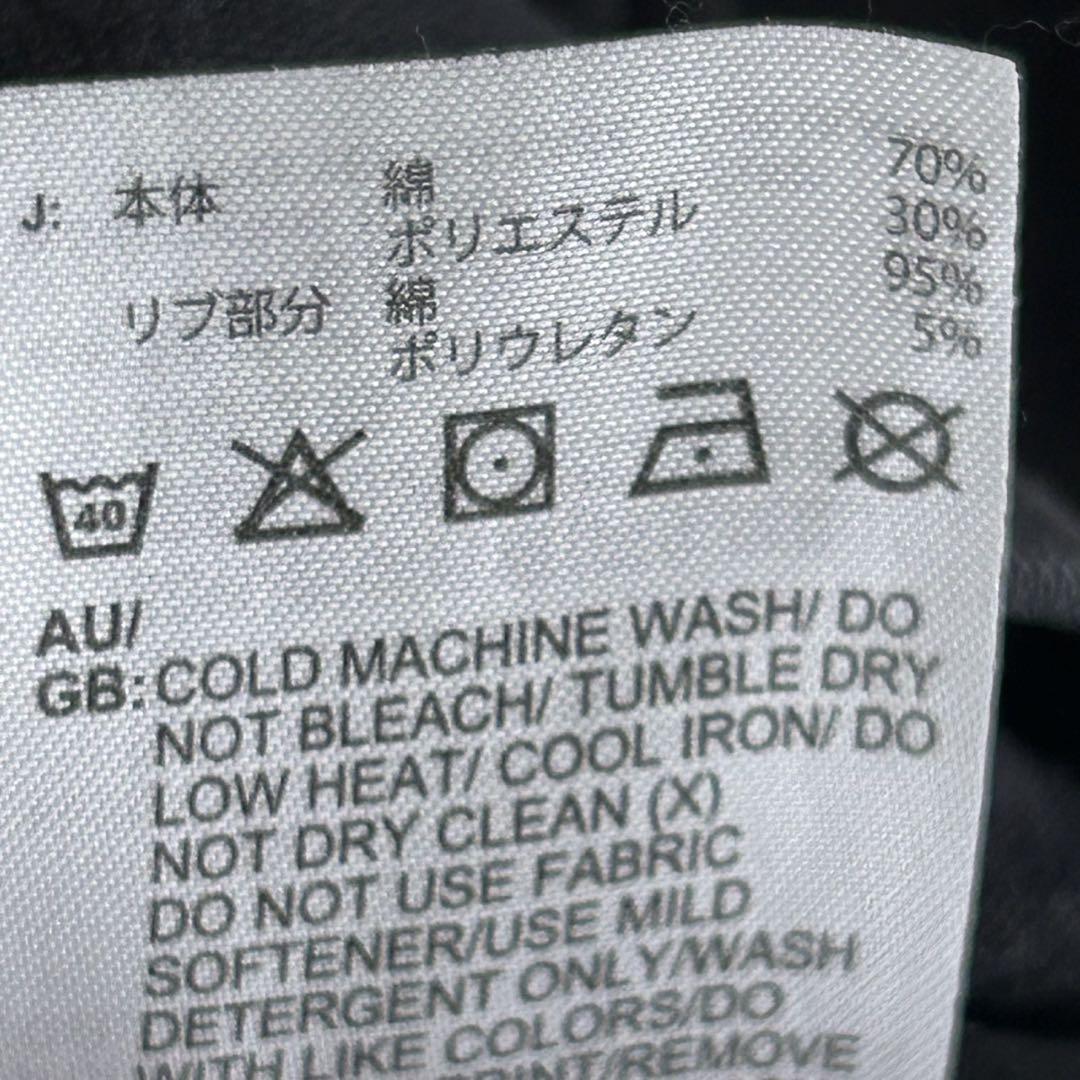 J: 本体 綿 70%
ポリエステル 30%
リブ部分 綿 95%
ポリウレタン 5%
40
AU/
GB: COLD MACHINE WASH/ DO
NOT BLEACH/ TUMBLE DRY
LOW HEAT/ COOL IRON/ DO
NOT DRY CLEAN (X)
DO NOT USE FABRIC
SOFTENER/USE MILD
DETERGENT ONLY/WASH
WITH LIKE COLORS/DO
PRINT/REMOVE